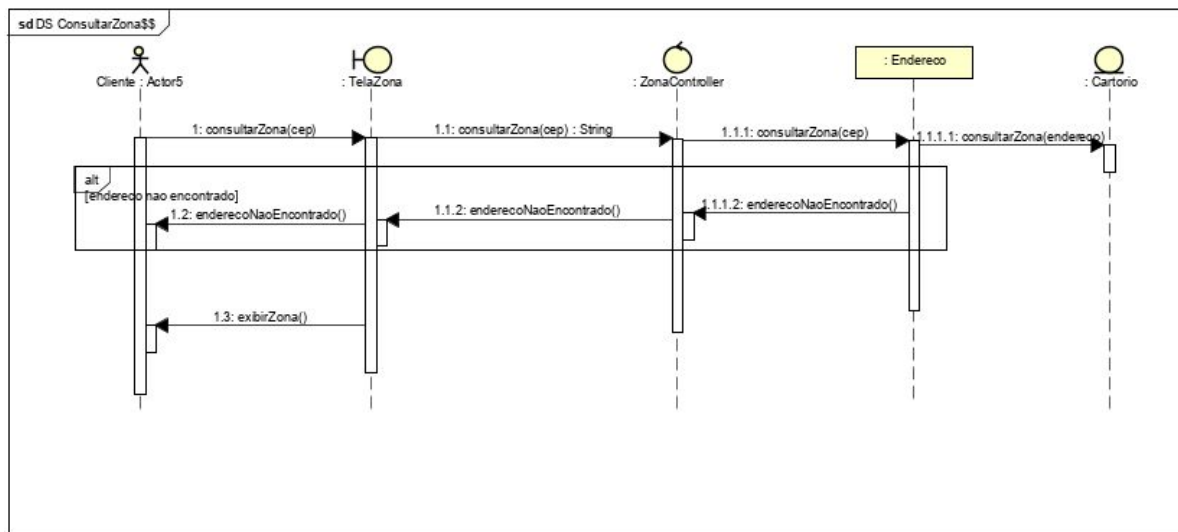 sd DS ConsultarZona$$
Cliente : Actor5
: TelaZona
: ZonaController
: Endereco
: Cartorio
1: consultarZona(cep)
1.1: consultarZona(cep) : String
1.1.1: consultarZona(cep)
1.1.1.1: consultarZona(endereco)
alt
[endereco nao encontrado]
1.2: enderecoNaoEncontrado()
1.1.2: enderecoNaoEncontrado()
1.1.1.2: enderecoNaoEncontrado()
1.3: exibirZona()